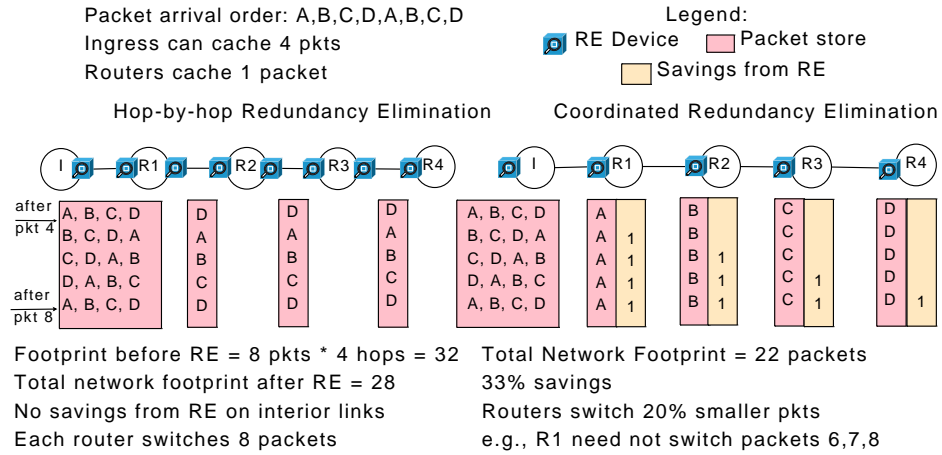 Packet arrival order: A,B,C,D,A,B,C,D
Ingress can cache 4 pkts
Routers cache 1 packet
Legend:
RE Device
Packet store
Savings from RE
Hop-by-hop Redundancy Elimination
Coordinated Redundancy Elimination
I R1 R2 R3 R4
I R1 R2 R3 R4
after
pkt 4
A, B, C, D D D D
B, C, D, A A A A
C, D, A, B B B B
D, A, B, C C C C
after
pkt 8
A, B, C, D D D D
A, B, C, D A B C D
B, C, D, A A 1 B C D
C, D, A, B A 1 B 1 C D
D, A, B, C A 1 B 1 C 1 D
A, B, C, D A 1 B 1 C 1 D 1
Footprint before RE = 8 pkts * 4 hops = 32
Total network footprint after RE = 28
No savings from RE on interior links
Each router switches 8 packets
Total Network Footprint = 22 packets
33% savings
Routers switch 20% smaller pkts
e.g., R1 need not switch packets 6,7,8